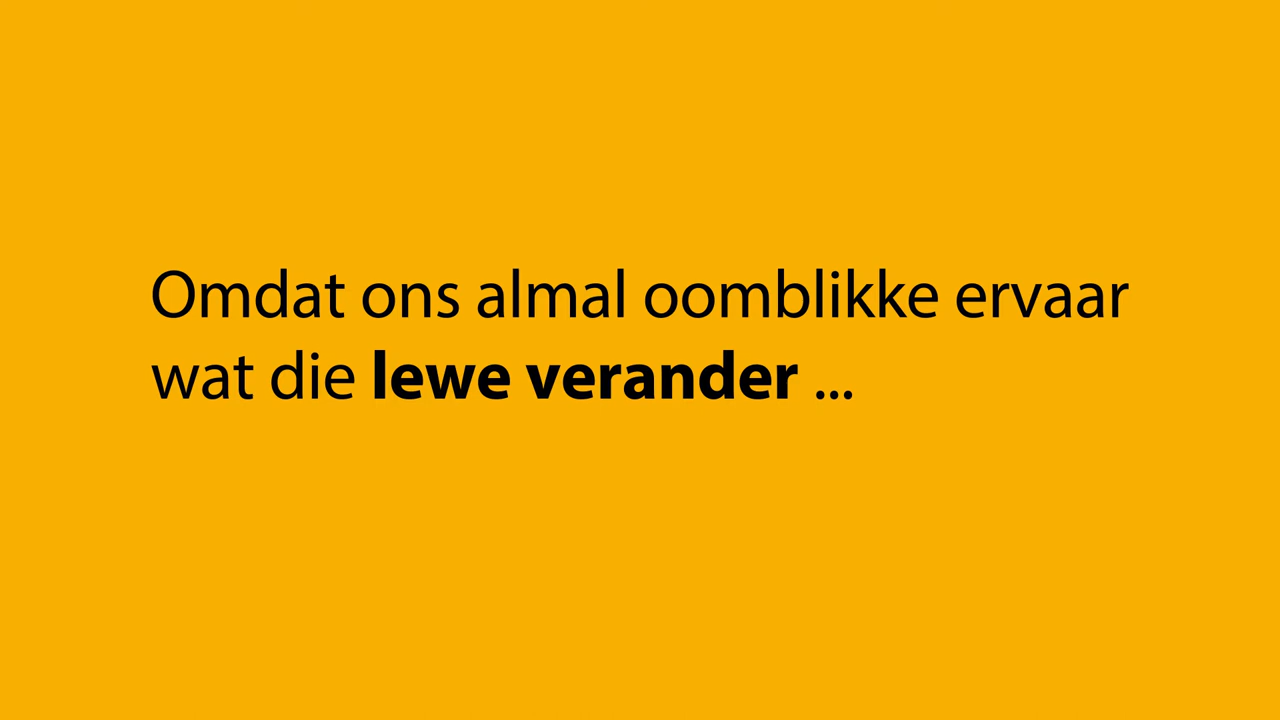 Omdat ons almal oomblikke ervaar
wat die lewe verander ...